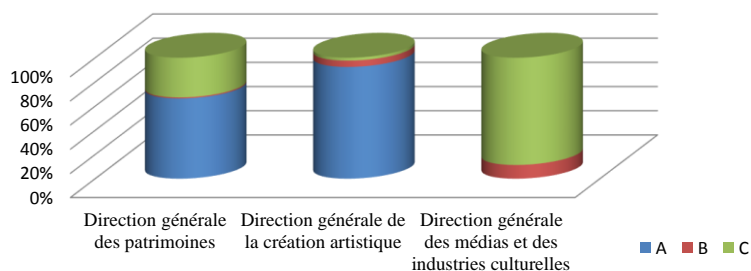 100%
80%
60%
40%
20%
0%
Direction générale
des patrimoines
Direction générale de
la création artistique
Direction générale
des médias et des
industries culturelles
A
B
C